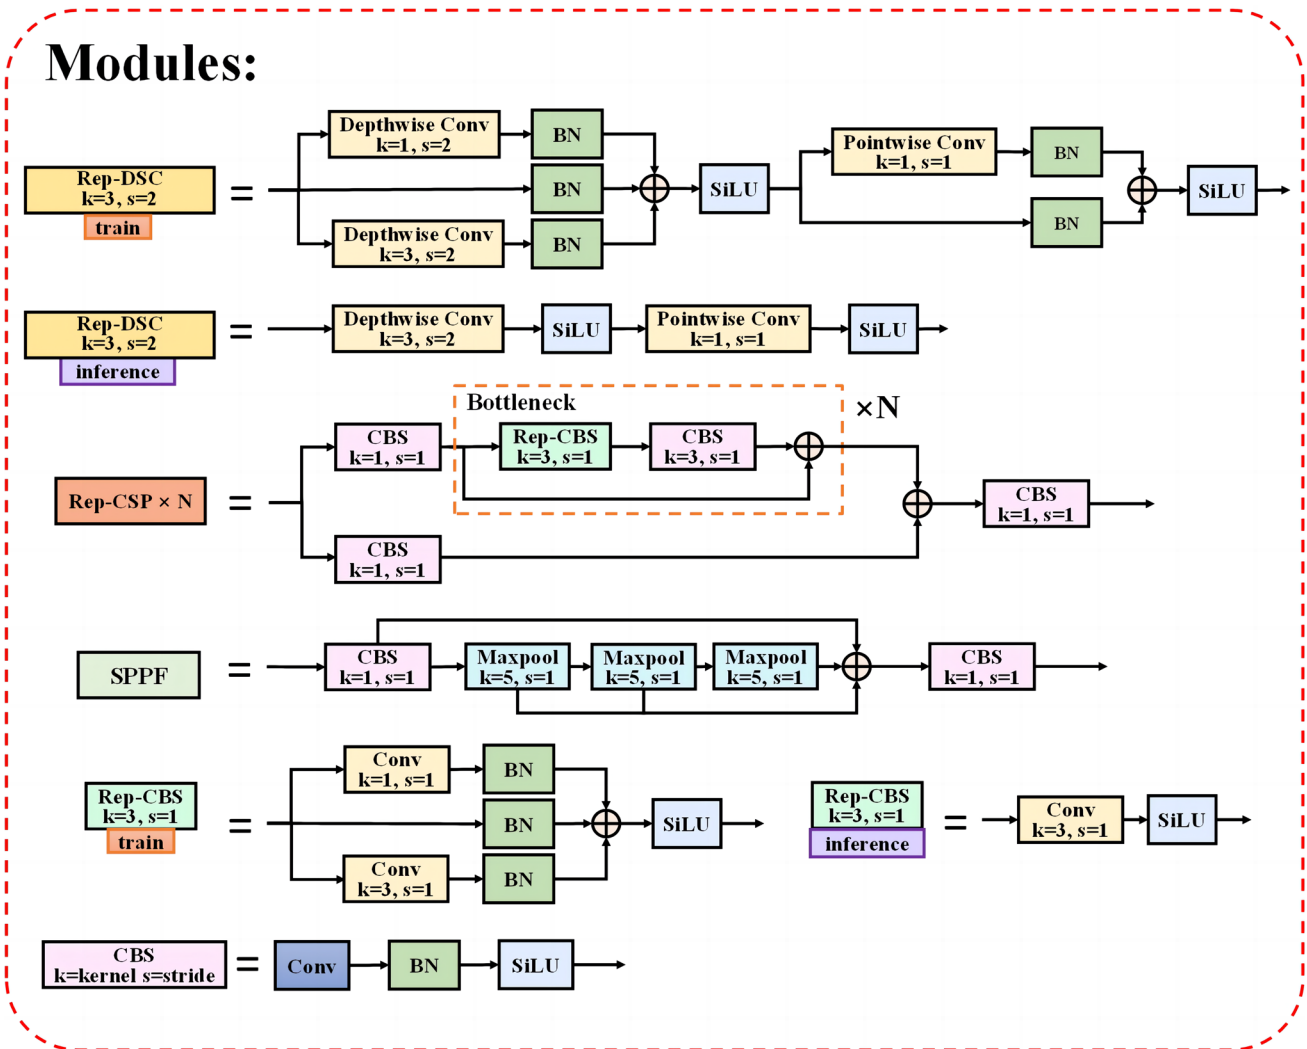 Modules:
Depthwise Conv
k=1, s=2
BN
Pointwise Conv
k=1, s=1
BN
Rep-DSC
k=3, s=2
train
=
BN
SiLU
SiLU
Depthwise Conv
k=3, s=2
BN
BN
Rep-DSC
k=3, s=2
inference
=
Depthwise Conv
k=3, s=2
SiLU
Pointwise Conv
k=1, s=1
SiLU
Bottleneck
×N
CBS
k=1, s=1
Rep-CBS
k=3, s=1
CBS
k=3, s=1
Rep-CSP × N
=
CBS
k=1, s=1
CBS
k=1, s=1
SPPF
=
CBS
k=1, s=1
Maxpool
k=5, s=1
Maxpool
k=5, s=1
Maxpool
k=5, s=1
CBS
k=1, s=1
Rep-CBS
k=3, s=1
train
=
Conv
k=1, s=1
BN
BN
SiLU
Conv
k=3, s=1
BN
Rep-CBS
k=3, s=1
inference
=
Conv
k=3, s=1
SiLU
CBS
k=kernel s=stride
=
Conv
BN
SiLU